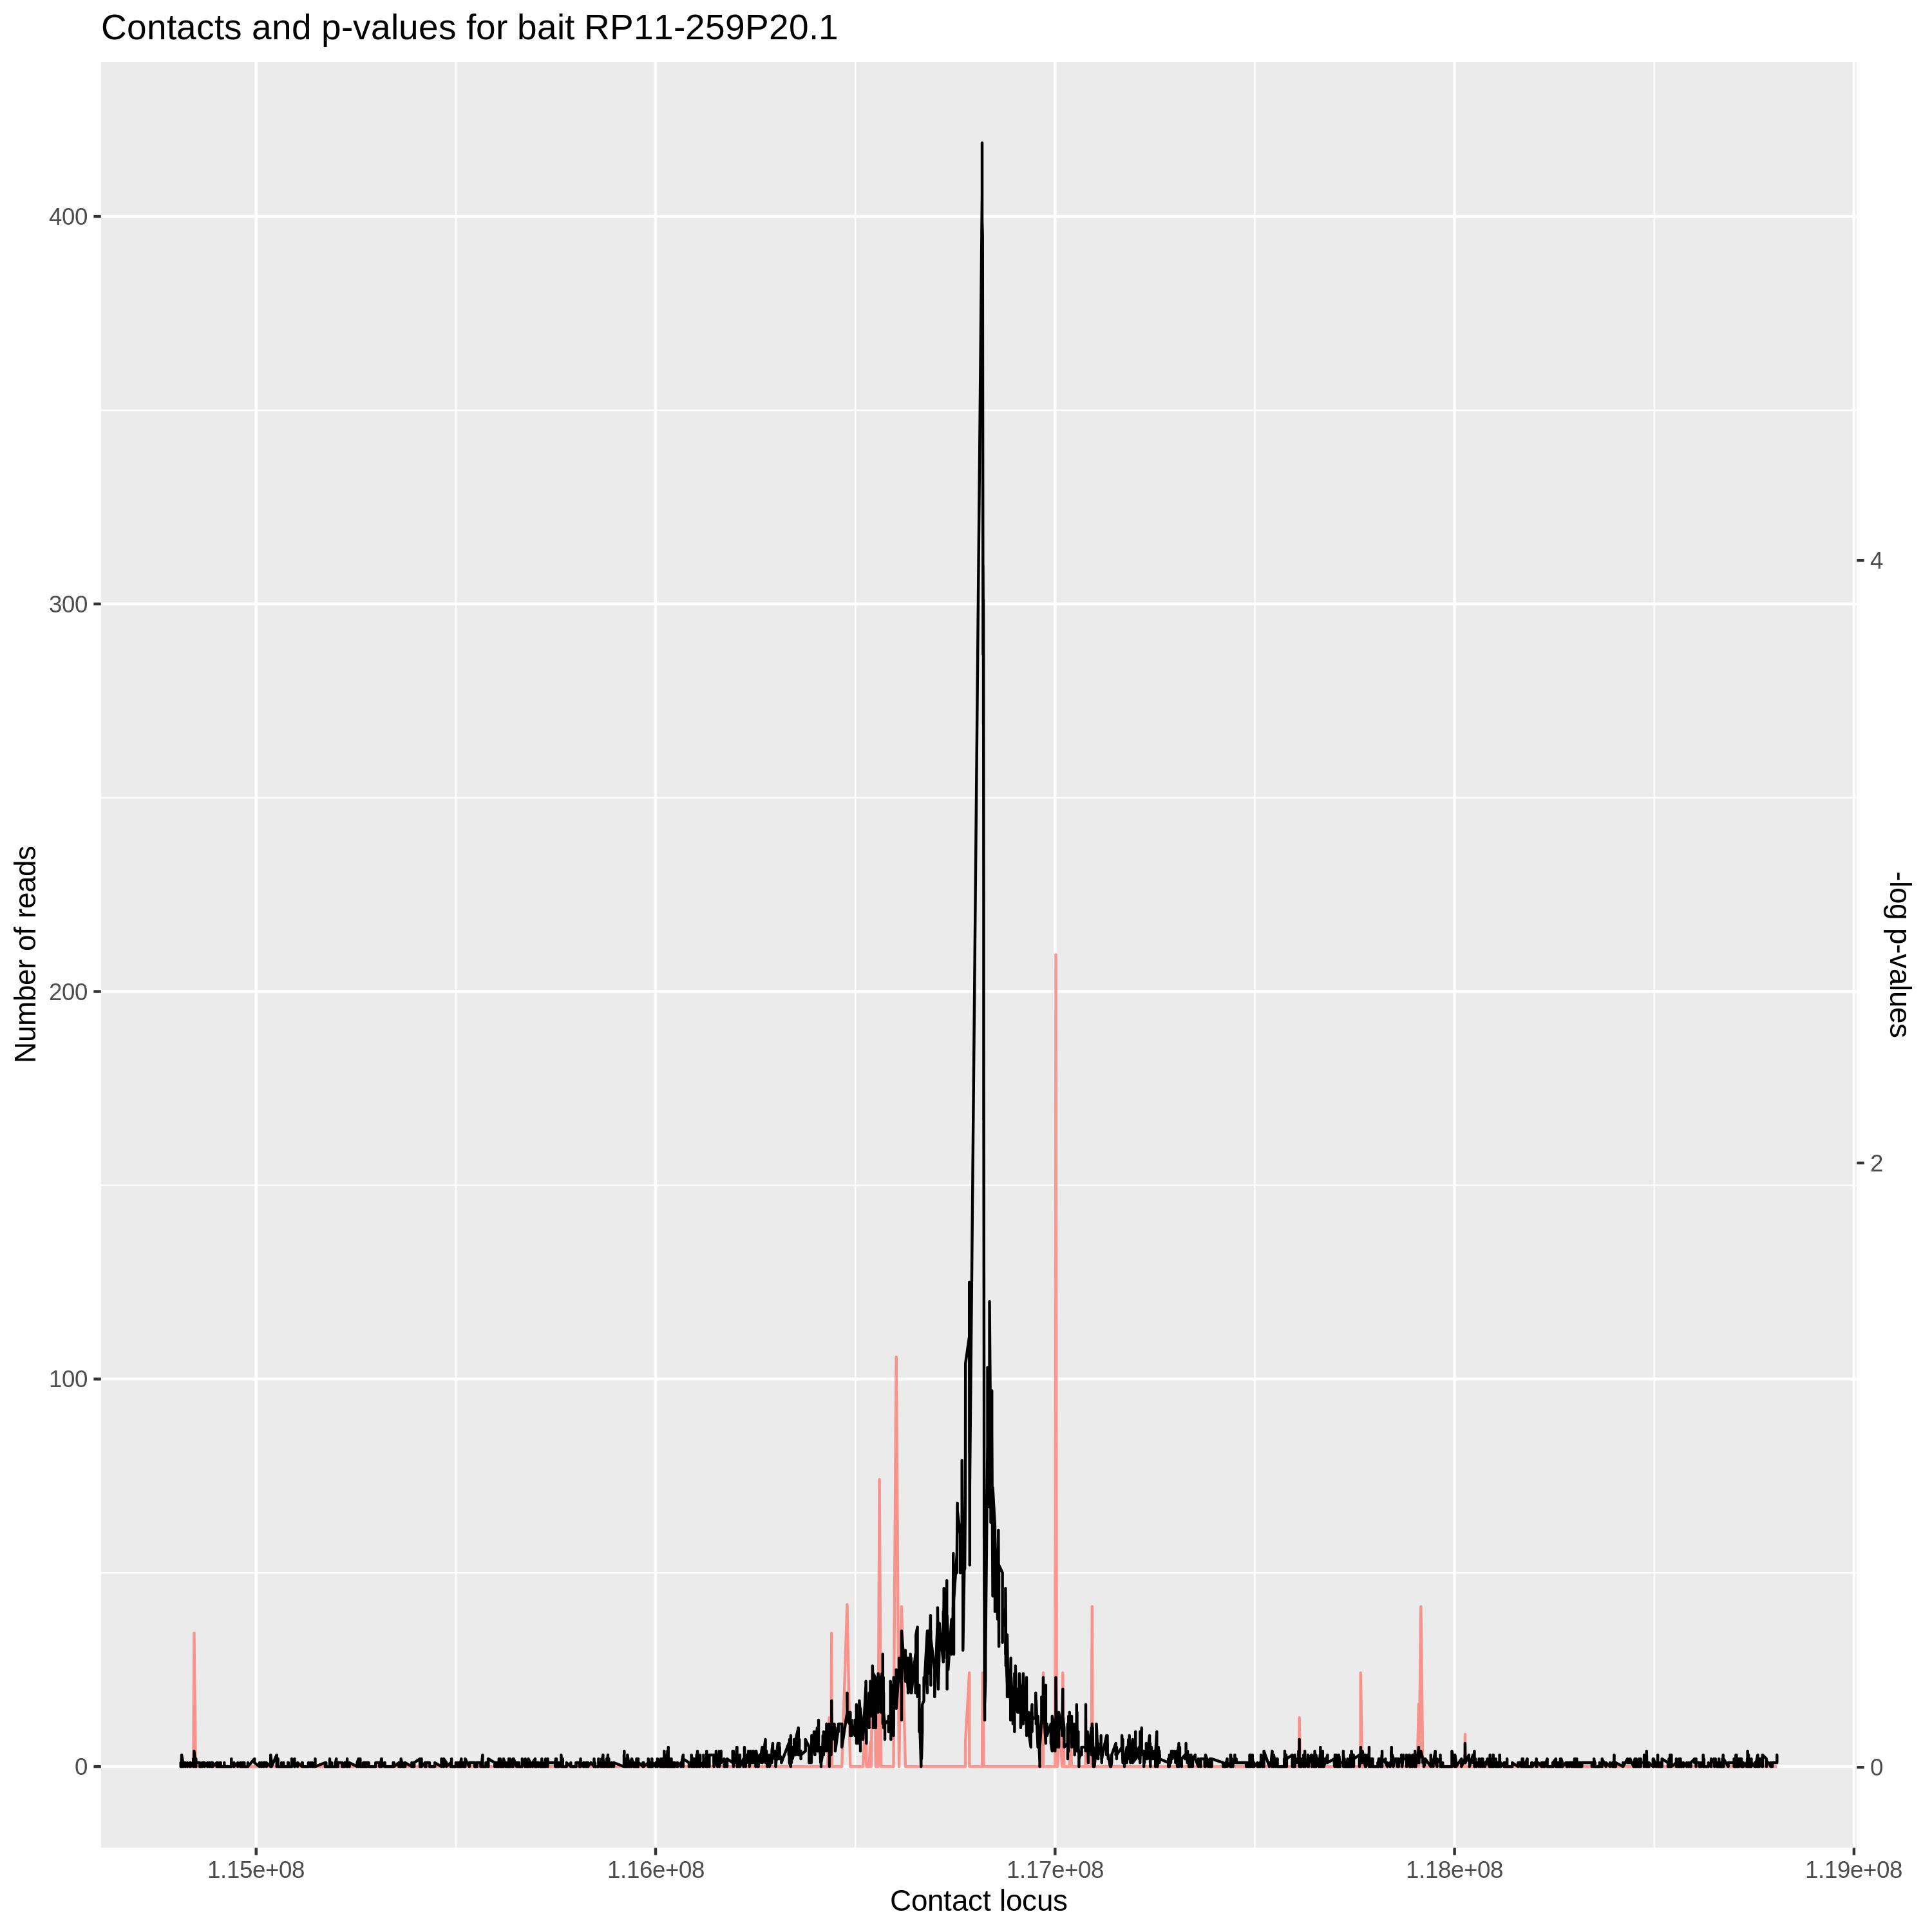 Contacts and p-values for bait RP11-259P20.1
400
300
200
100
0
Number of reads
4
2
0
-log p-values
1.15e+08
1.16e+08
1.17e+08
1.18e+08
1.19e+08
Contact locus